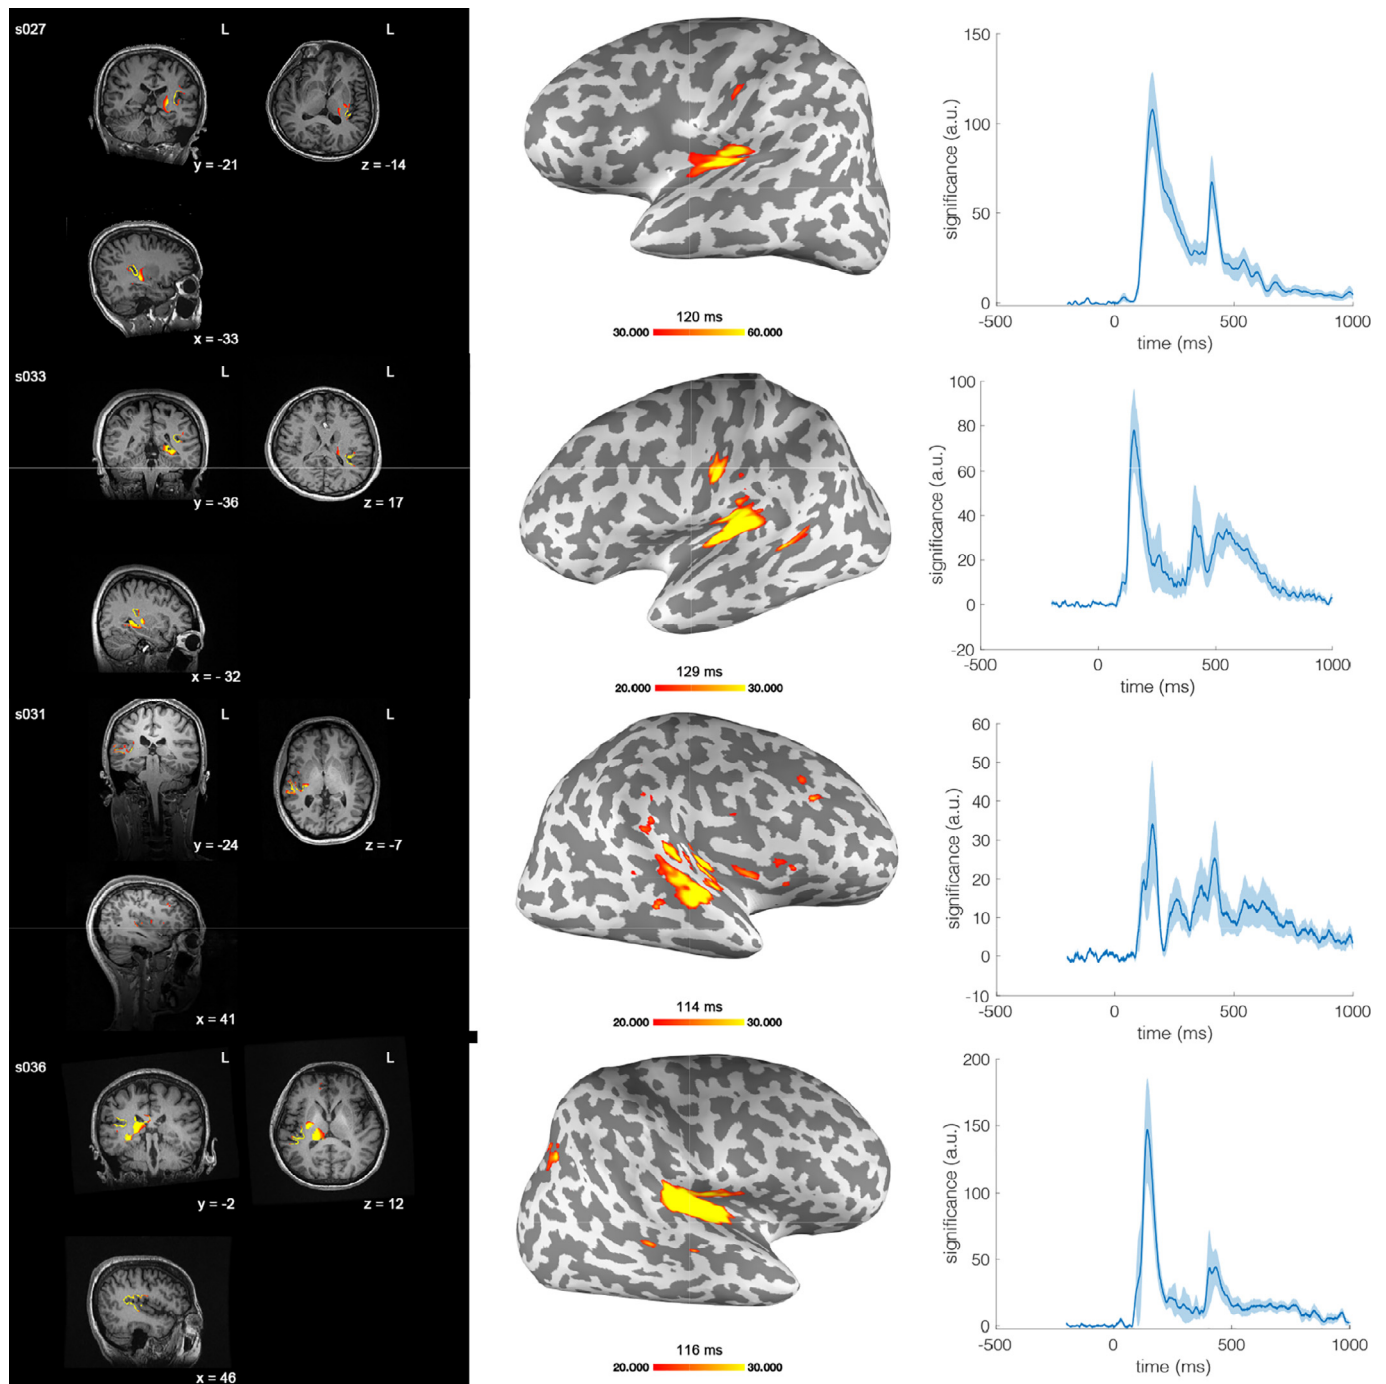 s027
L
L
y = -21
z = -14
x = -33
120 ms
30.000
60.000
150
100
50
0
significance (a.u.)
-500
0
500
1000
time (ms)
s033
L
L
y = -36
z = 17
x = - 32
129 ms
20.000
30.000
100
80
60
40
20
0
-20
significance (a.u.)
-500
0
500
1000
time (ms)
s031
L
L
y = -24
z = -7
x = 41
114 ms
20.000
30.000
60
50
40
30
20
10
0
-10
significance (a.u.)
-500
0
500
1000
time (ms)
s036
L
L
y = -2
z = 12
x = 46
116 ms
20.000
30.000
200
150
100
50
0
significance (a.u.)
-500
0
500
1000
time (ms)